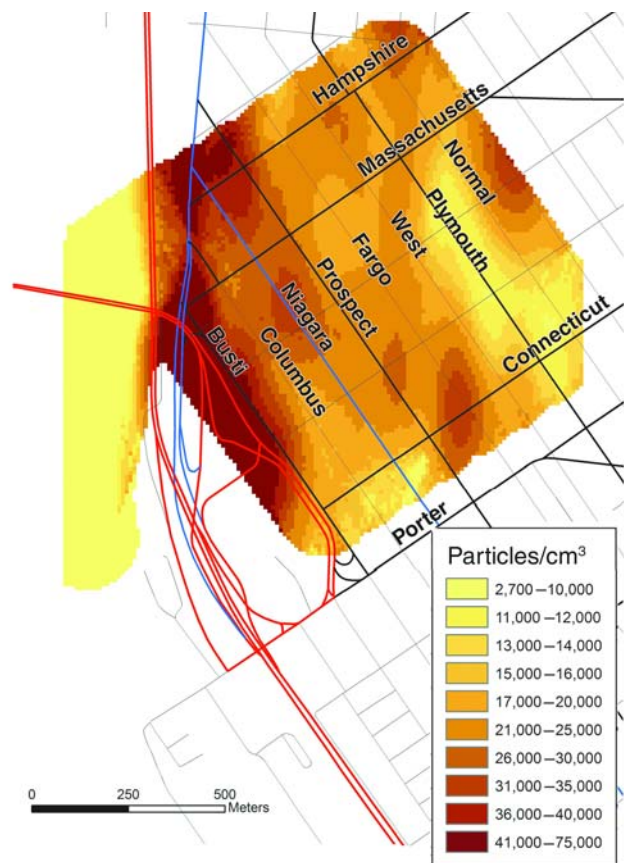 Hampshire
Massachusetts
Normal
Plymouth
West
Fargo
Prospect
Niagara
Columbus
Busti
Connecticut
Porter
Particles/cm³
2,700–10,000
11,000–12,000
13,000–14,000
15,000–16,000
17,000–20,000
21,000–25,000
26,000–30,000
31,000–35,000
36,000–40,000
41,000–75,000
0 250 500
Meters